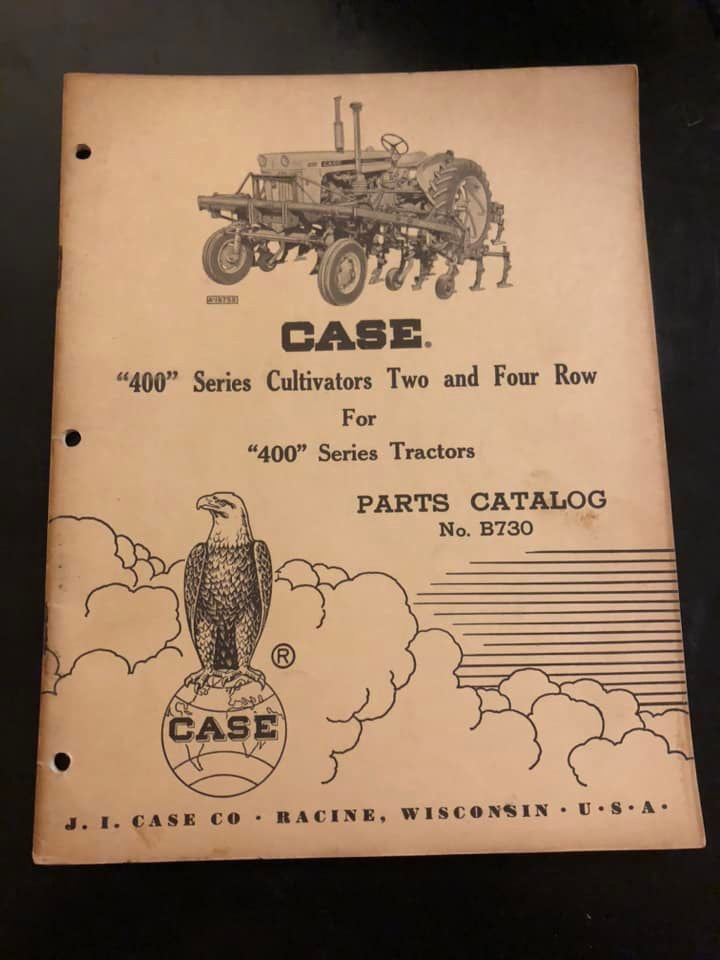 CASE.
"400" Series Cultivators Two and Four Row
For
"400" Series Tractors
PARTS CATALOG
No. B730
®
CASE
J. I. CASE CO · RACINE, WISCONSIN · U·S·A·